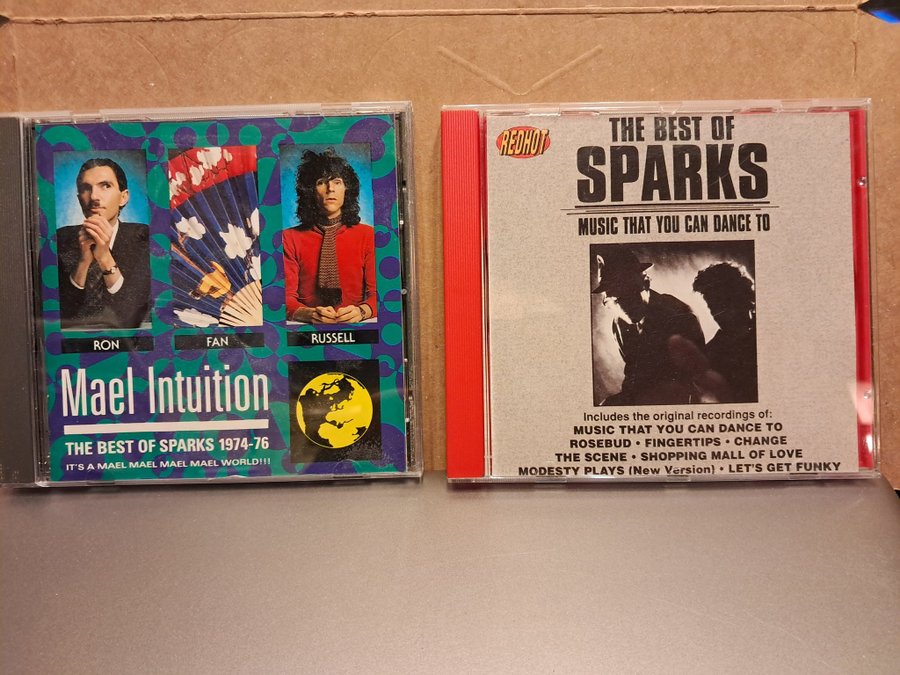 RON
FAN
RUSSELL
Mael Intuition
THE BEST OF SPARKS 1974-76
IT'S A MAEL MAEL MAEL MAEL WORLD!!!
REDHOT
THE BEST OF
SPARKS
MUSIC THAT YOU CAN DANCE TO
Includes the original recordings of:
MUSIC THAT YOU CAN DANCE TO
ROSEBUD • FINGERTIPS • CHANGE
THE SCENE • SHOPPING MALL OF LOVE
MODESTY PLAYS (New Version) • LET'S GET FUNKY